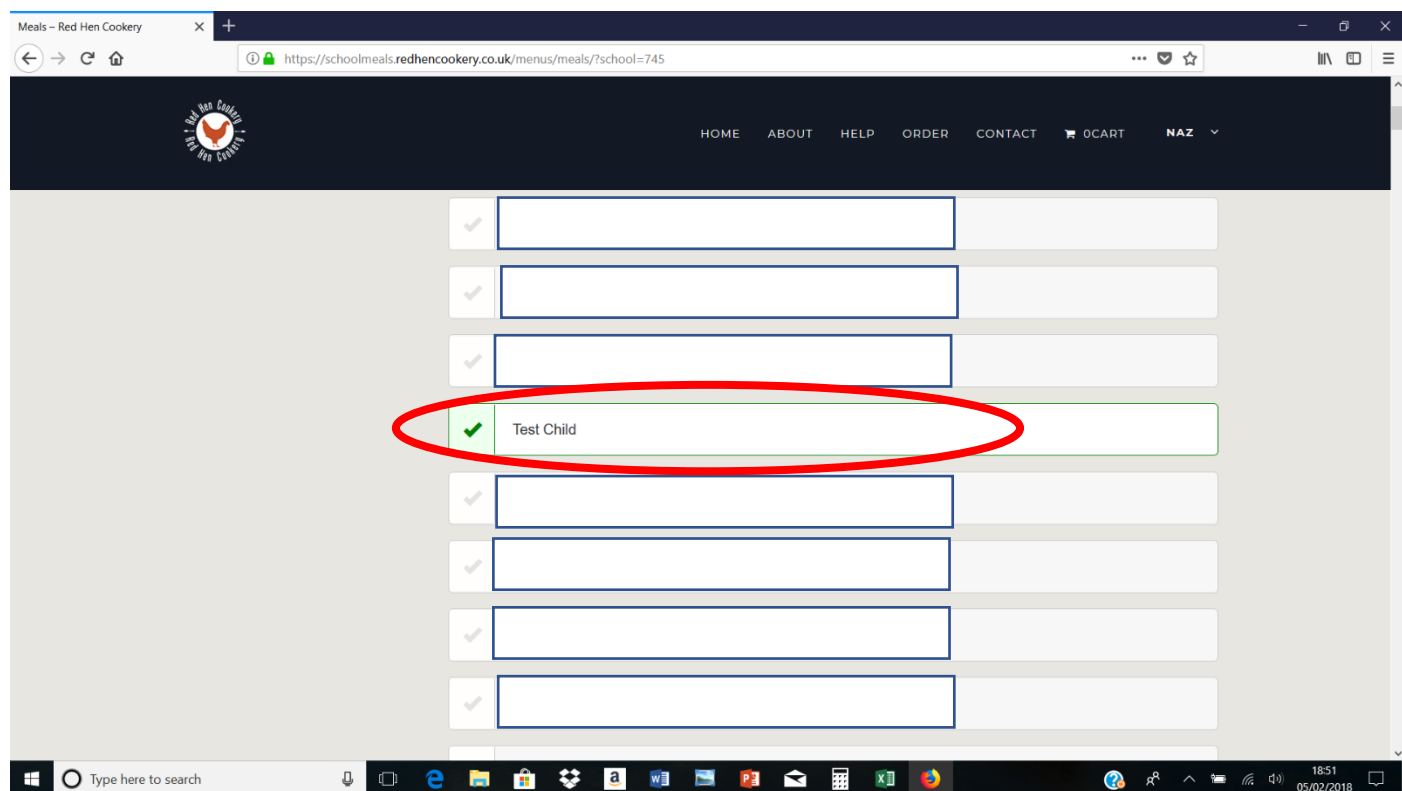 Meals – Red Hen Cookery
https://schoolmeals.redhencookery.co.uk/menus/meals/?school=745
Red Hen Cookery
Red Hen Cookery
HOME ABOUT HELP ORDER CONTACT 0CART NAZ
Test Child
Type here to search
18:51
05/02/2018